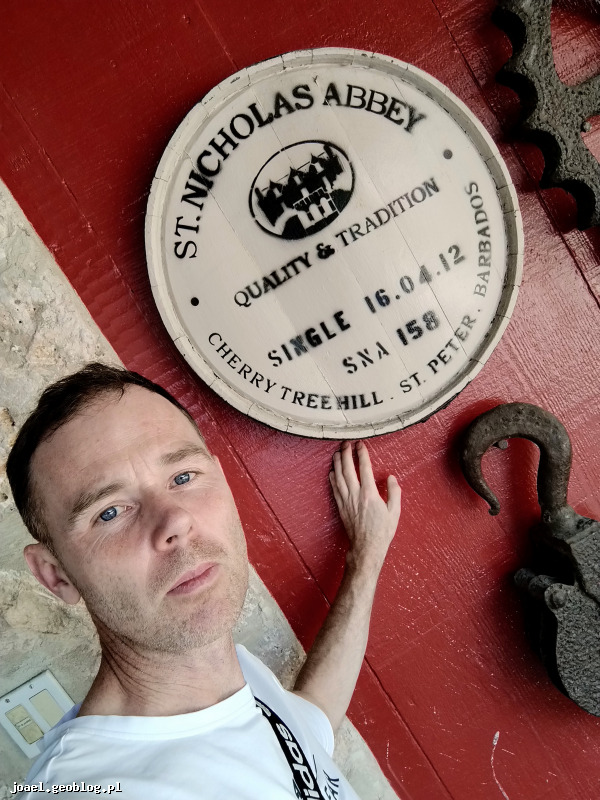 ST. NICHOLAS ABBEY
QUALITY & TRADITION
SINGLE 16.04.12
SNA 158
CHERRY TREE HILL . ST. PETER . BARBADOS
joael.geoblog.pl